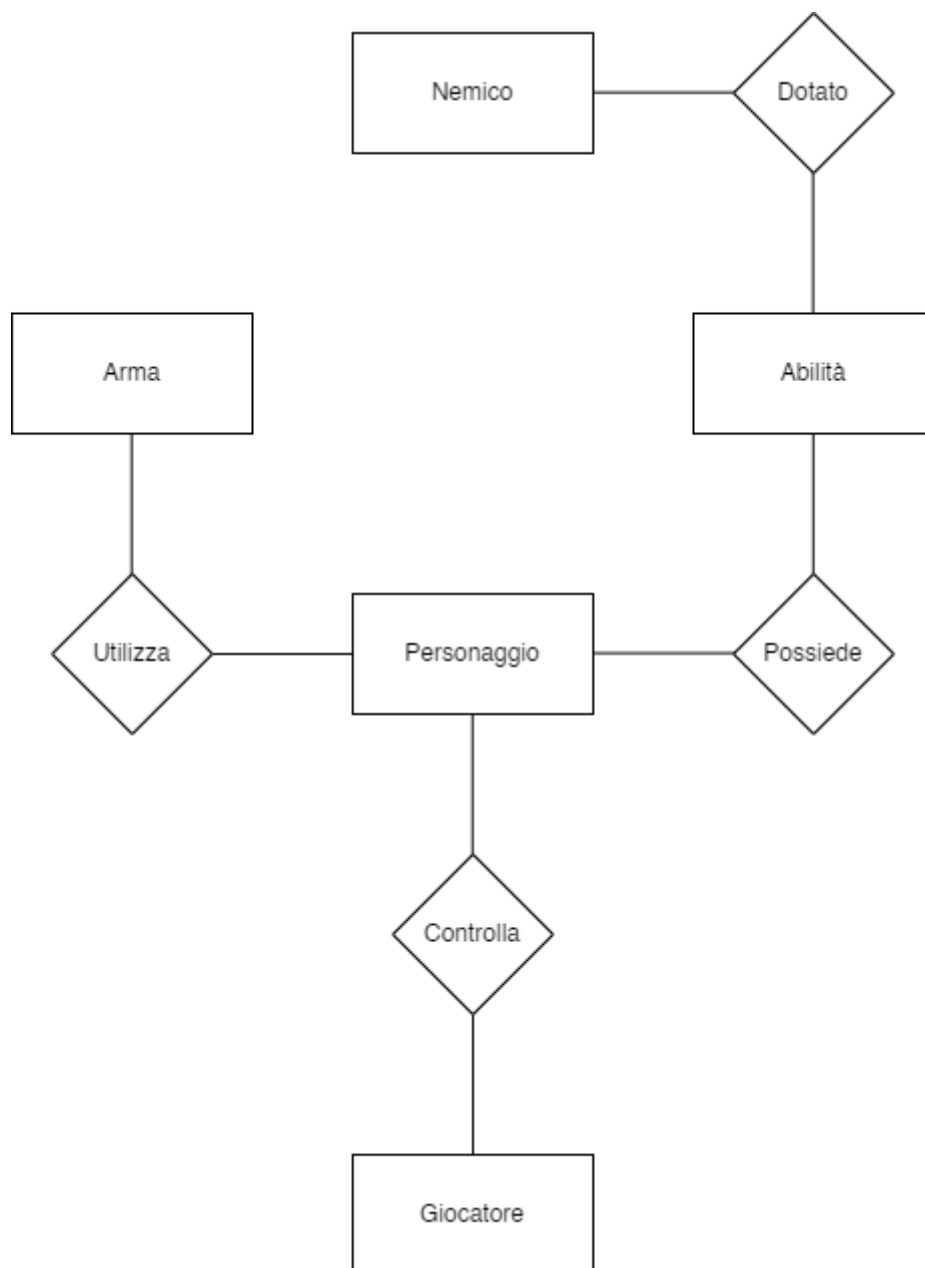 Nemico
Dotato
Arma
Abilità
Utilizza
Personaggio
Possiede
Controlla
Giocatore